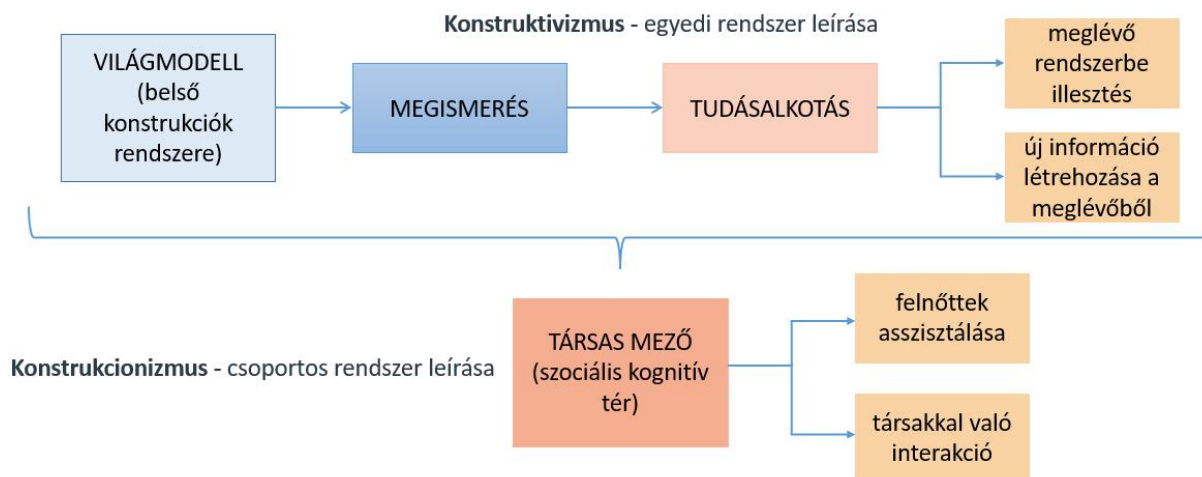 Konstruktivizmus - egyedi rendszer leírása
VILÁGMODELL
(belső
konstrukciók
rendszere)
MEGISMERÉS
TUDÁSALKOTÁS
meglévő
rendszerbe
illesztés
új információ
létrehozása a
meglévőből
Konstrukcionizmus - csoportos rendszer leírása
TÁRSAS MEZŐ
(szociális kognitív
tér)
felnőttek
asszisztálása
társakkal való
interakció